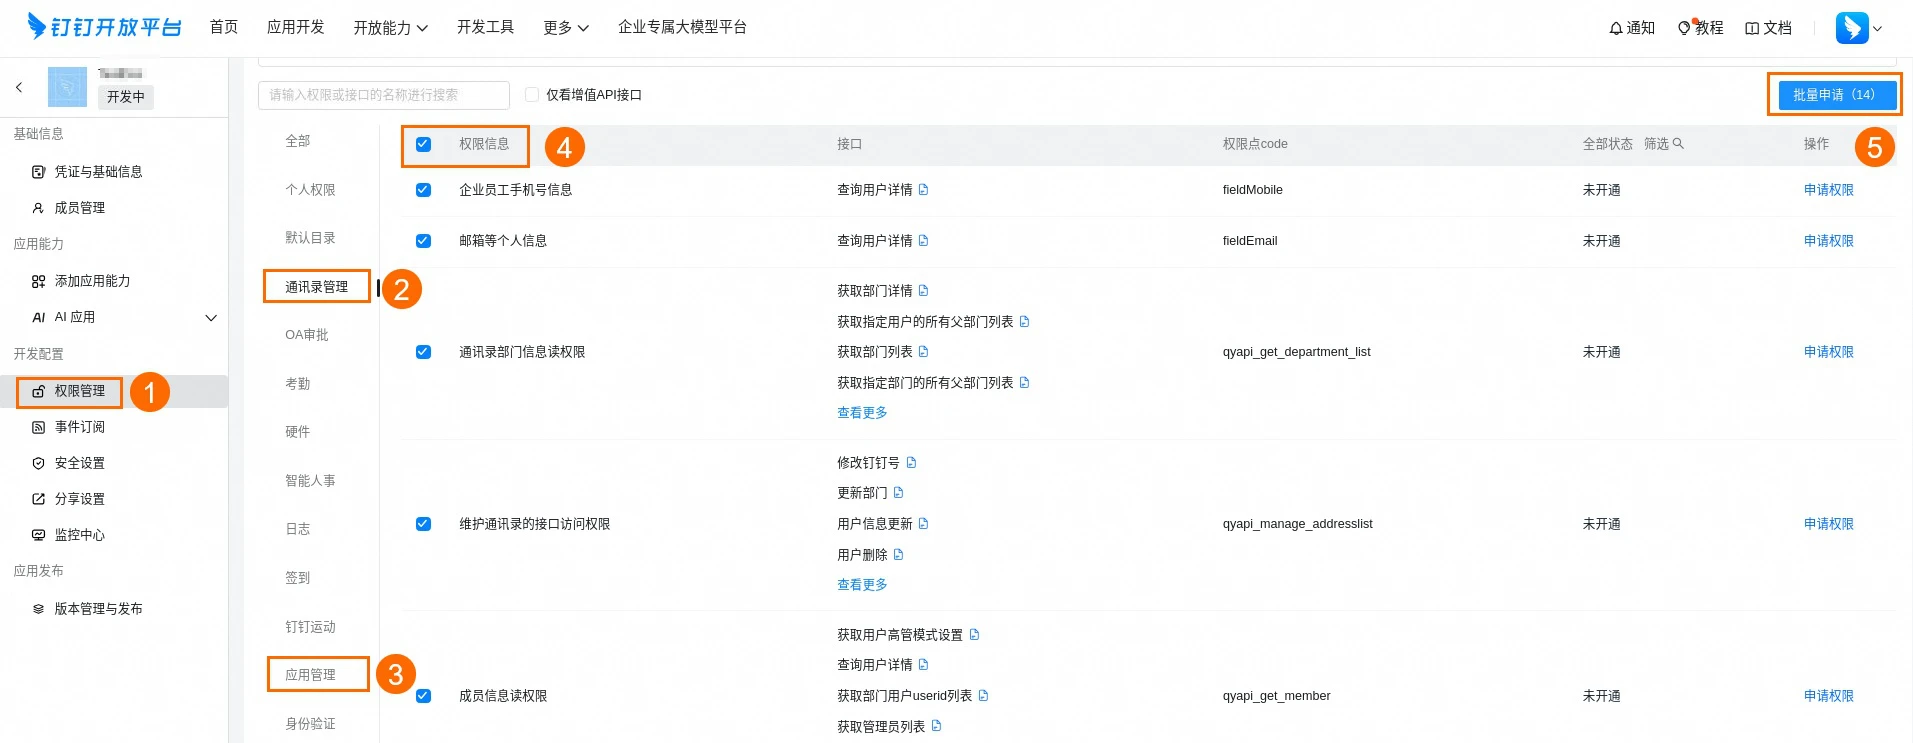 钉钉开放平台 首页 应用开发 开放能力 开发工具 更多 企业专属大模型平台 通知 教程 文档
开发中
基础信息
凭证与基础信息
成员管理
应用能力
添加应用能力
AI AI 应用
开发配置
权限管理 1
事件订阅
安全设置
分享设置
监控中心
应用发布
版本管理与发布
请输入权限或接口的名称进行搜索 仅看增值API接口 批量申请（14）
全部
个人权限
默认目录
通讯录管理 2
OA审批
考勤
硬件
智能人事
日志
签到
钉钉运动
应用管理 3
身份验证
权限信息 4 接口 权限点code 全部状态 筛选 操作 5
企业员工手机号信息 查询用户详情 fieldMobile 未开通 申请权限
邮箱等个人信息 查询用户详情 fieldEmail 未开通 申请权限
获取部门详情
获取指定用户的所有父部门列表
通讯录部门信息读权限 获取部门列表 qyapi_get_department_list 未开通 申请权限
获取指定部门的所有父部门列表
查看更多
修改钉钉号
更新部门
维护通讯录的接口访问权限 用户信息更新 qyapi_manage_addresslist 未开通 申请权限
用户删除
查看更多
获取用户高管模式设置
查询用户详情
成员信息读权限 获取部门用户userid列表 qyapi_get_member 未开通 申请权限
获取管理员列表